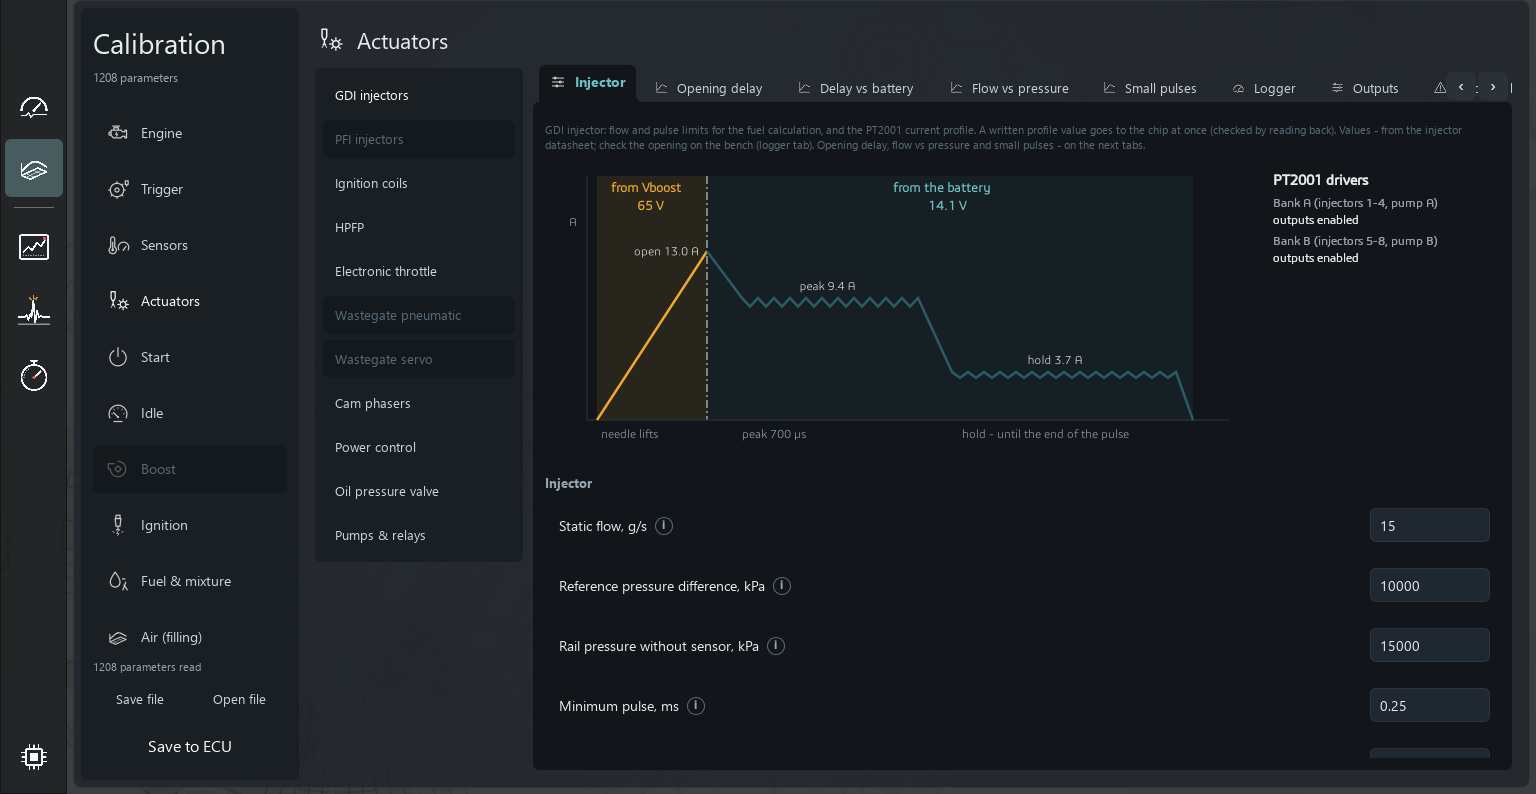 Calibration
1208 parameters
Engine
Trigger
Sensors
Actuators
Start
Idle
Boost
Ignition
Fuel & mixture
Air (filling)
1208 parameters read
Save file
Open file
Save to ECU
Actuators
GDI injectors
PFI injectors
Ignition coils
HPFP
Electronic throttle
Wastegate pneumatic
Wastegate servo
Cam phasers
Power control
Oil pressure valve
Pumps & relays
Injector
Opening delay
Delay vs battery
Flow vs pressure
Small pulses
Logger
Outputs
GDI injector: flow and pulse limits for the fuel calculation, and the PT2001 current profile. A written profile value goes to the chip at once (checked by reading back). Values - from the injector
datasheet; check the opening on the bench (logger tab). Opening delay, flow vs pressure and small pulses - on the next tabs.
from Vboost
65 V
from the battery
14.1 V
A
open 13.0 A
peak 9.4 A
hold 3.7 A
needle lifts
peak 700 µs
hold - until the end of the pulse
PT2001 drivers
Bank A (injectors 1-4, pump A)
outputs enabled
Bank B (injectors 5-8, pump B)
outputs enabled
Injector
Static flow, g/s
15
Reference pressure difference, kPa
10000
Rail pressure without sensor, kPa
15000
Minimum pulse, ms
0.25